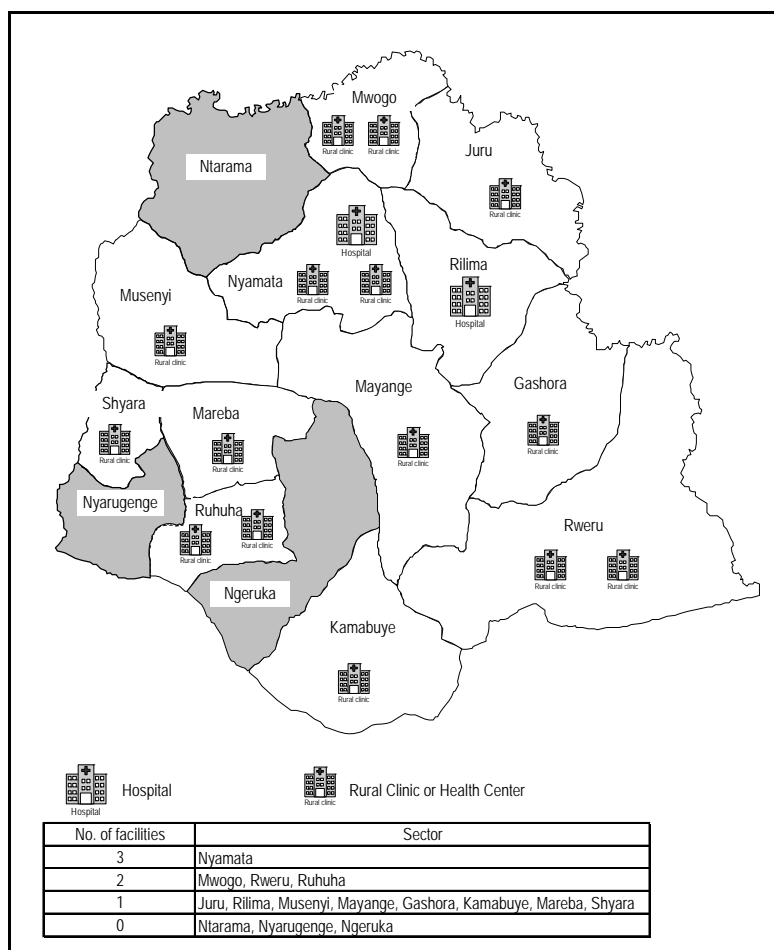 Mwogo
Rural clinic Rural clinic
Juru
Rural clinic
Ntarama
Hospital
Nyamata
Rural clinic Rural clinic
Rilima
Hospital
Musenyi
Rural clinic
Mayange
Rural clinic
Gashora
Rural clinic
Shyara
Rural clinic
Mareba
Rural clinic
Nyarugenge
Ruhuha
Rural clinic Rural clinic
Rweru
Rural clinic Rural clinic
Ngeruka
Kamabuye
Rural clinic
Hospital
Hospital
Rural clinic
Rural Clinic or Health Center
No. of facilities Sector
3 Nyamata
2 Mwogo, Rweru, Ruhuha
1 Juru, Rilima, Musenyi, Mayange, Gashora, Kamabuye, Mareba, Shyara
0 Ntarama, Nyarugenge, Ngeruka